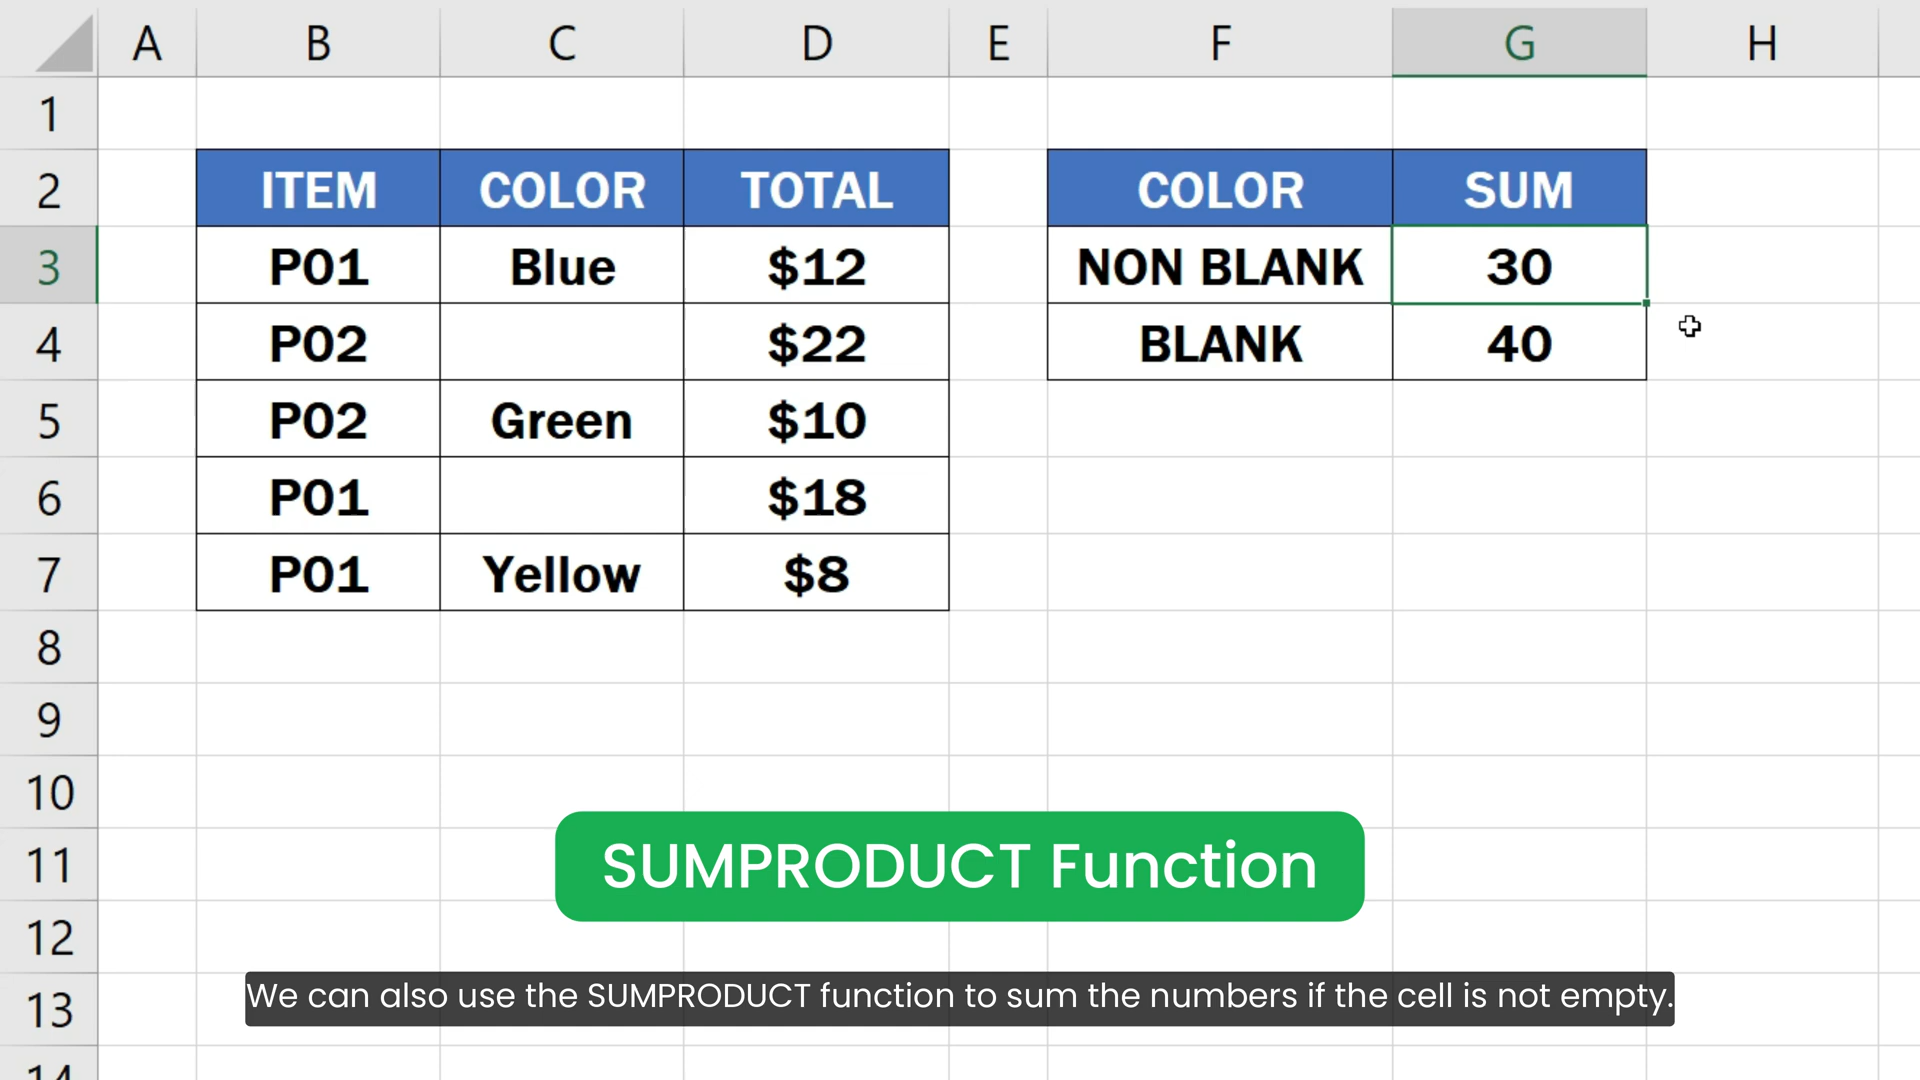 A B C D E F G H
1
2 ITEM COLOR TOTAL COLOR SUM
3 P01 Blue $12 NON BLANK 30
4 P02 $22 BLANK 40
5 P02 Green $10
6 P01 $18
7 P01 Yellow $8
8
9
10
11 SUMPRODUCT Function
12
13 We can also use the SUMPRODUCT function to sum the numbers if the cell is not empty.
14